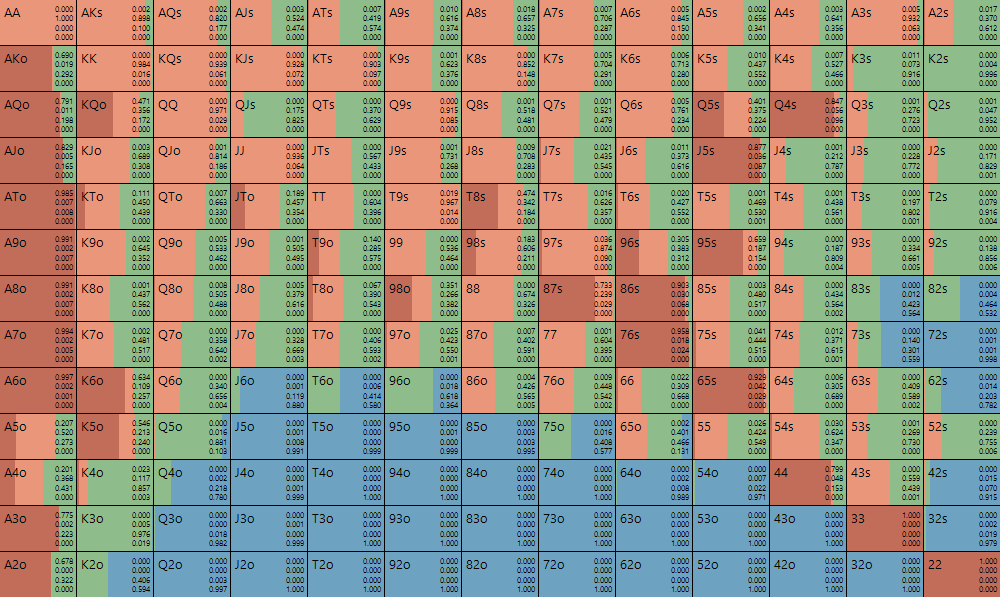 AA 0.000 1.000 0.000 0.000
AKs 0.002 0.898 0.100 0.000
AQs 0.002 0.820 0.177 0.000
AJs 0.003 0.524 0.474 0.000
ATs 0.007 0.419 0.574 0.000
A9s 0.010 0.616 0.374 0.000
A8s 0.018 0.657 0.325 0.000
A7s 0.007 0.706 0.287 0.000
A6s 0.005 0.845 0.150 0.000
A5s 0.002 0.656 0.341 0.000
A4s 0.003 0.641 0.356 0.000
A3s 0.005 0.932 0.063 0.000
A2s 0.017 0.370 0.612 0.000
AKo 0.690 0.019 0.292 0.000
KK 0.000 0.984 0.016 0.000
KQs 0.000 0.939 0.061 0.000
KJs 0.000 0.928 0.072 0.000
KTs 0.000 0.903 0.097 0.000
K9s 0.001 0.623 0.376 0.000
K8s 0.000 0.852 0.148 0.000
K7s 0.005 0.704 0.291 0.000
K6s 0.006 0.713 0.280 0.000
K5s 0.010 0.437 0.552 0.000
K4s 0.007 0.527 0.466 0.000
K3s 0.011 0.073 0.916 0.000
K2s 0.000 0.004 0.996 0.000
AQo 0.791 0.011 0.198 0.000
KQo 0.471 0.356 0.172 0.000
QQ 0.000 0.971 0.029 0.000
QJs 0.000 0.175 0.825 0.000
QTs 0.000 0.370 0.629 0.000
Q9s 0.000 0.915 0.085 0.000
Q8s 0.001 0.518 0.481 0.000
Q7s 0.001 0.521 0.479 0.000
Q6s 0.005 0.761 0.234 0.000
Q5s 0.401 0.375 0.224 0.000
Q4s 0.847 0.056 0.096 0.000
Q3s 0.001 0.276 0.723 0.000
Q2s 0.001 0.047 0.952 0.000
AJo 0.829 0.005 0.165 0.000
KJo 0.003 0.689 0.308 0.000
QJo 0.001 0.814 0.186 0.000
JJ 0.000 0.936 0.064 0.000
JTs 0.000 0.567 0.433 0.000
J9s 0.001 0.731 0.268 0.000
J8s 0.009 0.708 0.283 0.000
J7s 0.021 0.435 0.545 0.000
J6s 0.011 0.373 0.616 0.000
J5s 0.877 0.036 0.087 0.000
J4s 0.001 0.212 0.787 0.000
J3s 0.000 0.228 0.772 0.000
J2s 0.000 0.171 0.829 0.001
ATo 0.985 0.007 0.008 0.000
KTo 0.111 0.450 0.439 0.000
QTo 0.007 0.663 0.330 0.000
JTo 0.189 0.457 0.354 0.000
TT 0.000 0.604 0.396 0.000
T9s 0.019 0.967 0.014 0.000
T8s 0.474 0.342 0.184 0.000
T7s 0.016 0.626 0.357 0.000
T6s 0.020 0.427 0.552 0.000
T5s 0.001 0.469 0.530 0.001
T4s 0.001 0.438 0.561 0.000
T3s 0.001 0.197 0.802 0.001
T2s 0.000 0.079 0.916 0.004
A9o 0.991 0.002 0.007 0.000
K9o 0.002 0.645 0.352 0.000
Q9o 0.005 0.533 0.462 0.000
J9o 0.001 0.505 0.495 0.000
T9o 0.140 0.285 0.575 0.000
99 0.000 0.536 0.464 0.000
98s 0.183 0.606 0.211 0.000
97s 0.036 0.874 0.090 0.000
96s 0.305 0.383 0.312 0.000
95s 0.659 0.187 0.154 0.000
94s 0.000 0.187 0.809 0.004
93s 0.000 0.334 0.661 0.005
92s 0.000 0.138 0.856 0.006
A8o 0.991 0.002 0.007 0.000
K8o 0.001 0.437 0.562 0.000
Q8o 0.008 0.505 0.488 0.000
J8o 0.005 0.379 0.616 0.000
T8o 0.067 0.390 0.543 0.000
98o 0.351 0.266 0.382 0.000
88 0.000 0.674 0.326 0.000
87s 0.733 0.239 0.029 0.000
86s 0.903 0.030 0.068 0.000
85s 0.003 0.480 0.517 0.000
84s 0.000 0.434 0.564 0.002
83s 0.000 0.012 0.423 0.564
82s 0.000 0.004 0.464 0.532
A7o 0.994 0.002 0.005 0.000
K7o 0.002 0.481 0.517 0.000
Q7o 0.000 0.358 0.640 0.002
J7o 0.000 0.328 0.669 0.003
T7o 0.000 0.406 0.593 0.002
97o 0.025 0.423 0.550 0.001
87o 0.007 0.402 0.591 0.000
77 0.001 0.604 0.395 0.000
76s 0.958 0.018 0.024 0.000
75s 0.041 0.444 0.515 0.000
74s 0.012 0.371 0.615 0.001
73s 0.000 0.140 0.301 0.559
72s 0.000 0.001 0.001 0.998
A6o 0.997 0.002 0.001 0.000
K6o 0.634 0.109 0.257 0.000
Q6o 0.000 0.340 0.656 0.004
J6o 0.000 0.001 0.119 0.880
T6o 0.000 0.006 0.414 0.580
96o 0.000 0.018 0.618 0.364
86o 0.004 0.426 0.565 0.005
76o 0.009 0.448 0.542 0.002
66 0.022 0.309 0.668 0.000
65s 0.929 0.042 0.029 0.000
64s 0.006 0.305 0.689 0.000
63s 0.000 0.409 0.589 0.002
62s 0.000 0.014 0.203 0.782
A5o 0.207 0.520 0.273 0.000
K5o 0.546 0.213 0.240 0.000
Q5o 0.000 0.016 0.881 0.103
J5o 0.000 0.001 0.008 0.991
T5o 0.000 0.000 0.001 0.999
95o 0.000 0.000 0.001 0.999
85o 0.000 0.003 0.003 0.995
75o 0.000 0.016 0.408 0.577
65o 0.002 0.401 0.466 0.131
55 0.026 0.424 0.549 0.000
54s 0.030 0.624 0.347 0.000
53s 0.001 0.269 0.730 0.000
52s 0.000 0.239 0.755 0.006
A4o 0.201 0.368 0.431 0.000
K4o 0.023 0.117 0.857 0.003
Q4o 0.000 0.002 0.218 0.780
J4o 0.000 0.000 0.001 0.999
T4o 0.000 0.000 0.000 1.000
94o 0.000 0.000 0.000 1.000
84o 0.000 0.000 0.000 1.000
74o 0.000 0.000 0.000 1.000
64o 0.000 0.002 0.008 0.989
54o 0.000 0.007 0.022 0.971
44 0.799 0.048 0.153 0.000
43s 0.000 0.559 0.439 0.001
42s 0.000 0.015 0.070 0.915
A3o 0.775 0.002 0.223 0.000
K3o 0.000 0.005 0.976 0.019
Q3o 0.000 0.000 0.018 0.982
J3o 0.000 0.000 0.001 0.999
T3o 0.000 0.000 0.000 1.000
93o 0.000 0.000 0.000 1.000
83o 0.000 0.000 0.000 1.000
73o 0.000 0.000 0.000 1.000
63o 0.000 0.000 0.000 1.000
53o 0.000 0.000 0.000 1.000
43o 0.000 0.000 0.000 1.000
33 1.000 0.000 0.000 0.000
32s 0.000 0.002 0.019 0.979
A2o 0.678 0.000 0.322 0.000
K2o 0.000 0.000 0.406 0.594
Q2o 0.000 0.000 0.003 0.997
J2o 0.000 0.000 0.000 1.000
T2o 0.000 0.000 0.000 1.000
92o 0.000 0.000 0.000 1.000
82o 0.000 0.000 0.000 1.000
72o 0.000 0.000 0.000 1.000
62o 0.000 0.000 0.000 1.000
52o 0.000 0.000 0.000 1.000
42o 0.000 0.000 0.000 1.000
32o 0.000 0.000 0.000 1.000
22 1.000 0.000 0.000 0.000